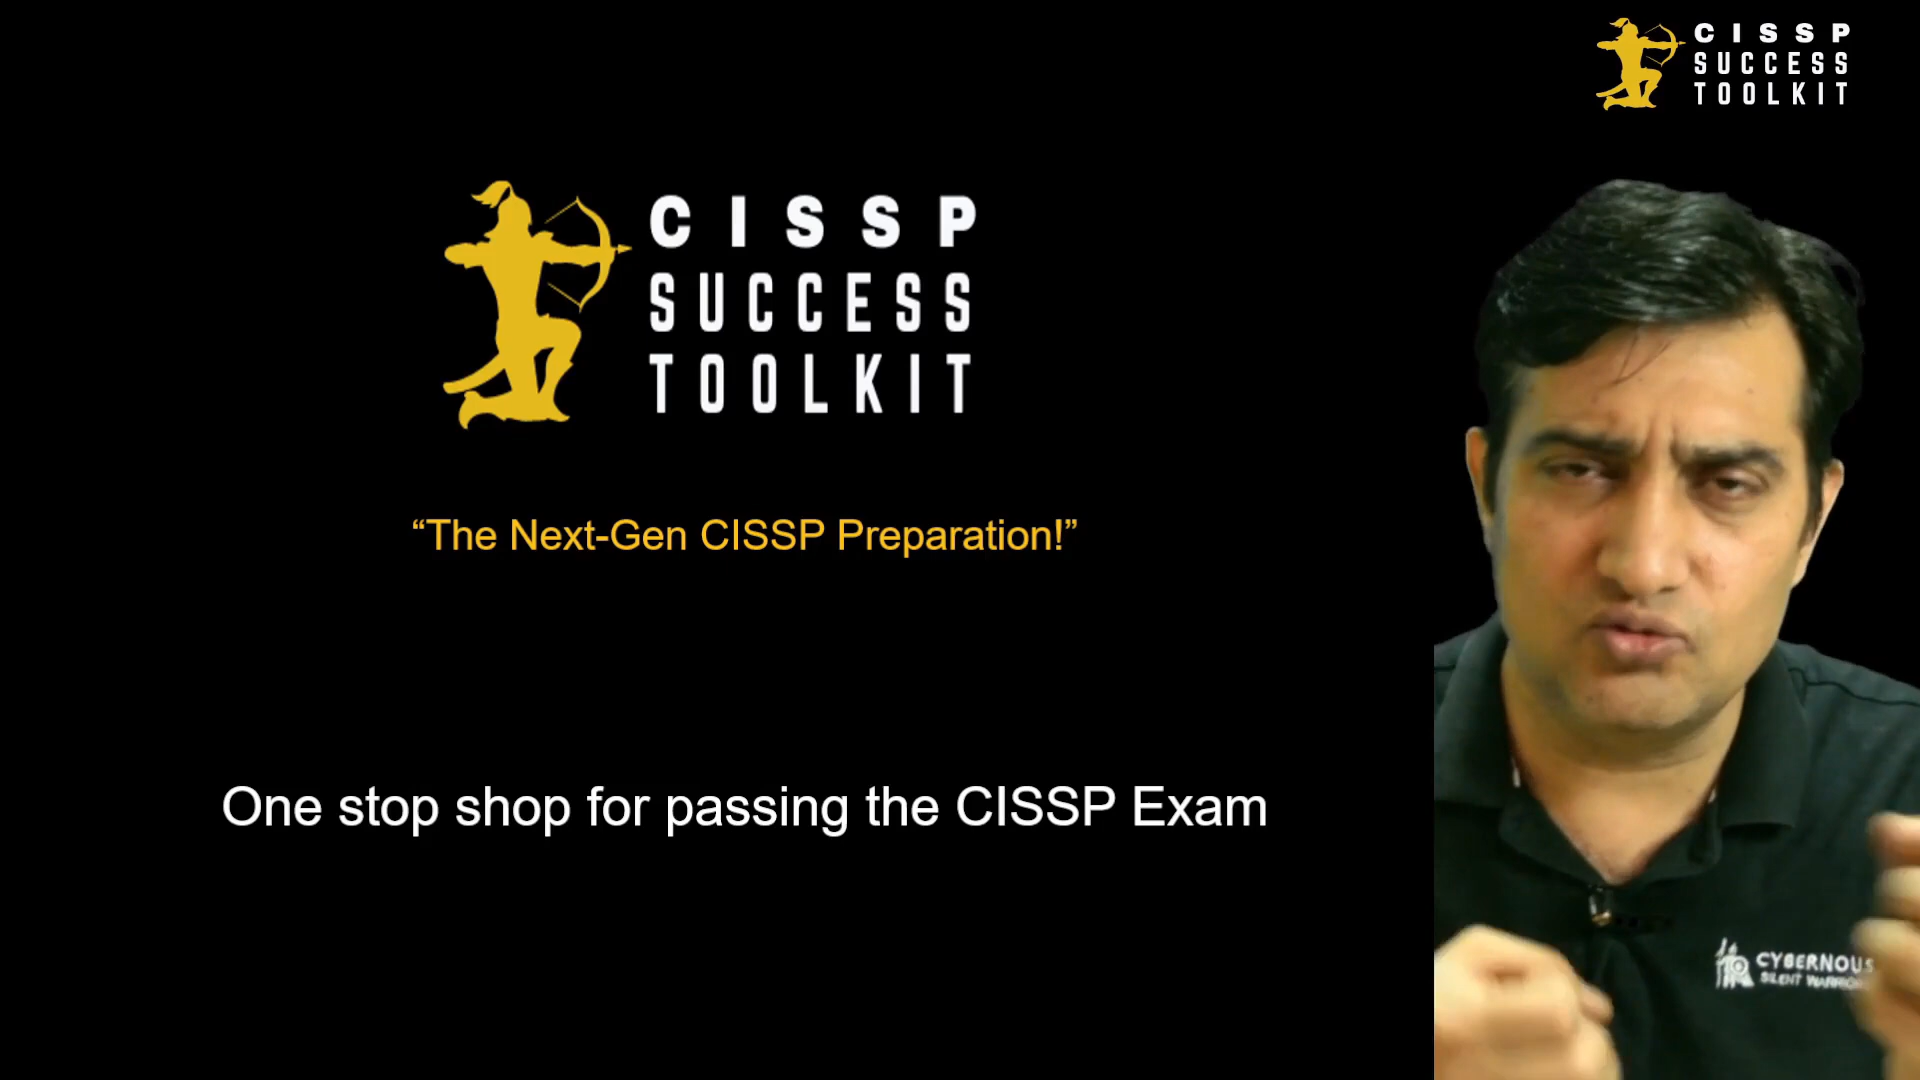 CISSP
SUCCESS
TOOLKIT
CISSP
SUCCESS
TOOLKIT
“The Next-Gen CISSP Preparation!”
One stop shop for passing the CISSP Exam
CYBERNOUS
SILENT